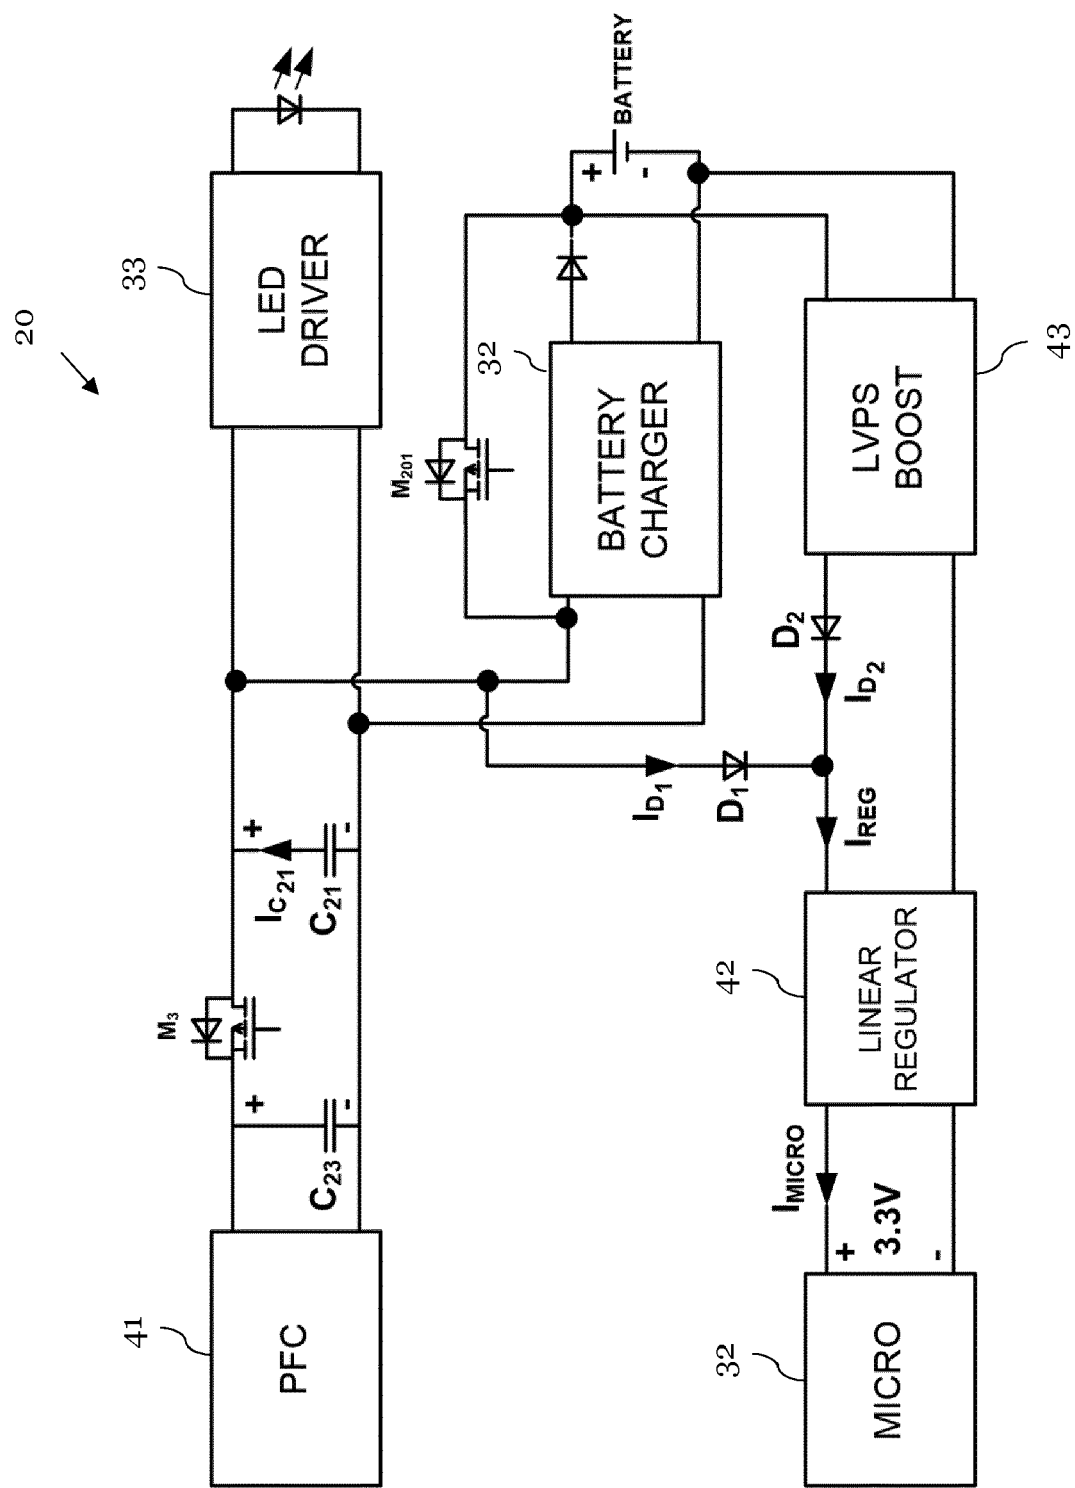 20
41
PFC
C23
+
-
M3
C21
IC21
+
-
33
LED
DRIVER
M201
32
BATTERY
CHARGER
+
-
BATTERY
ID1
D1
D2
ID2
IREG
43
LVPS
BOOST
42
LINEAR
REGULATOR
IMICRO
+
3.3V
-
32
MICRO